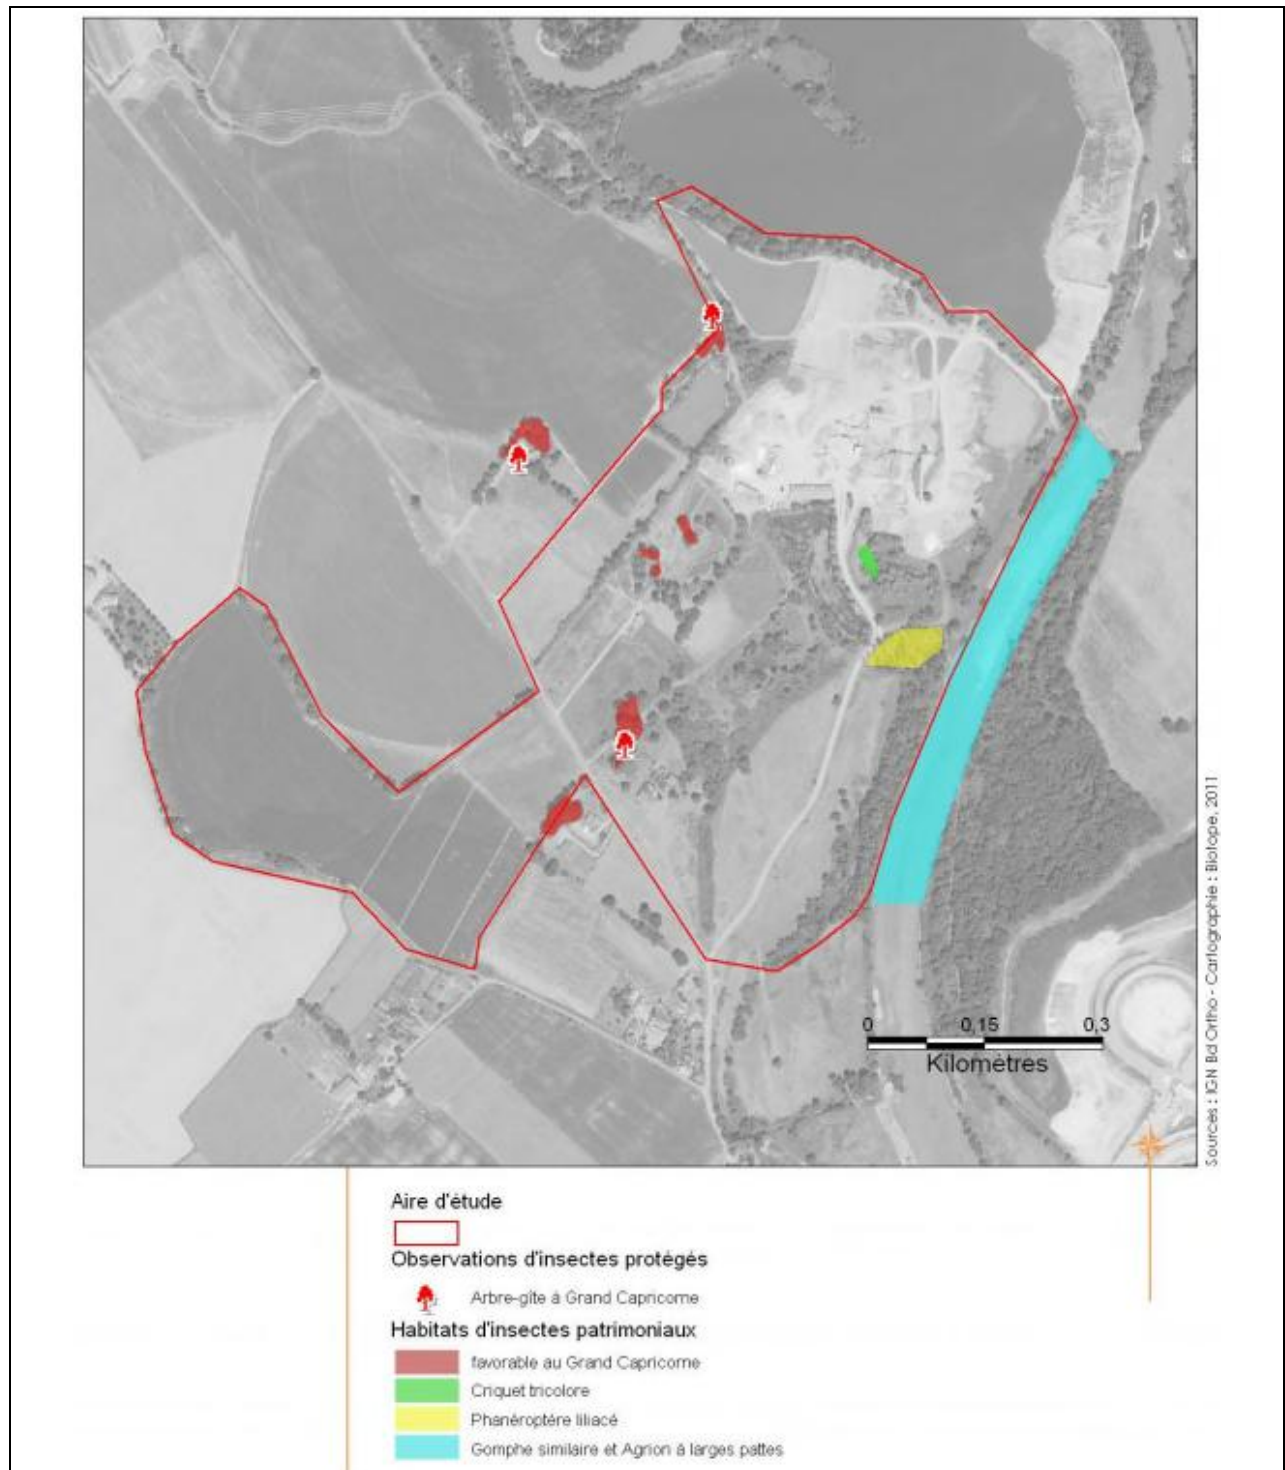 0 0,15 0,3
Kilomètres
Sources : IGN Bd Ortho - Cartographie : Biotope, 2011
Aire d'étude
Observations d'insectes protégés
Arbre-gîte à Grand Capricorne
Habitats d'insectes patrimoniaux
favorable au Grand Capricorne
Criquet tricolore
Phanéroptère liliacé
Gomphe similaire et Agrion à larges pattes